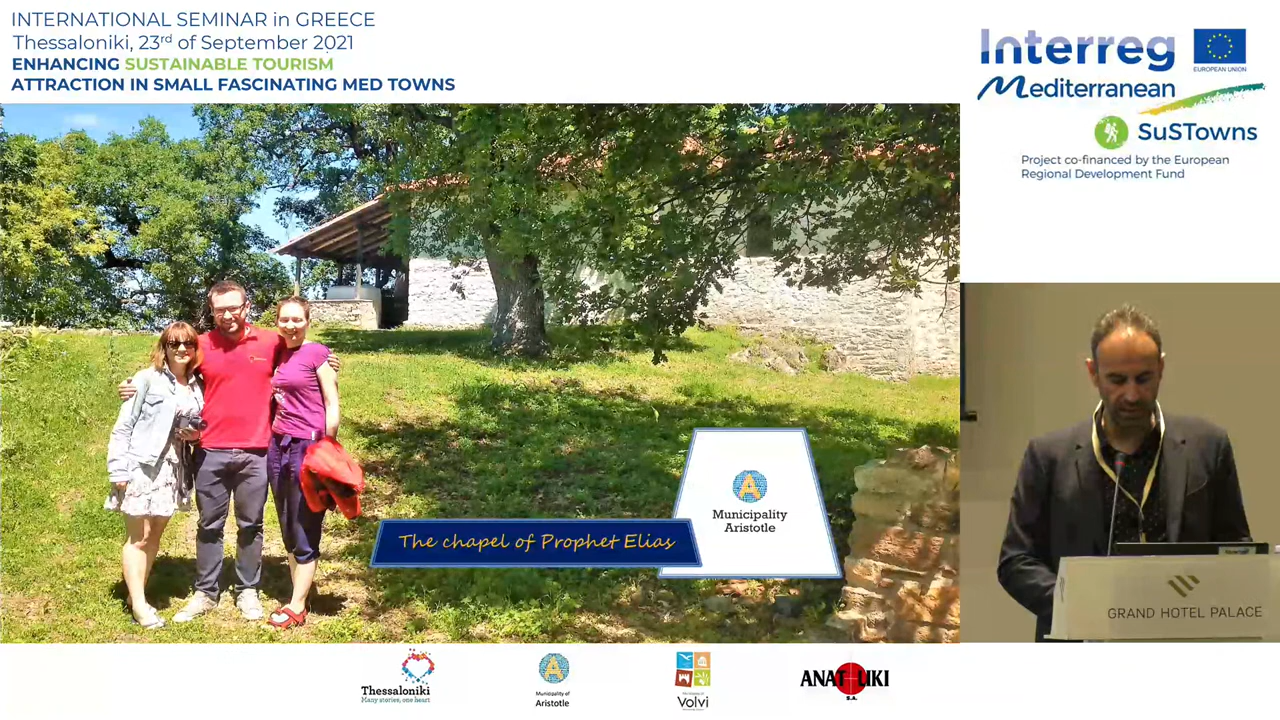 INTERNATIONAL SEMINAR in GREECE
Thessaloniki, 23rd of September 2021
ENHANCING SUSTAINABLE TOURISM
ATTRACTION IN SMALL FASCINATING MED TOWNS
Interreg
EUROPEAN UNION
Mediterranean
SuSTowns
Project co-financed by the European
Regional Development Fund
A
Municipality
Aristotle
The chapel of Prophet Elias
GRAND HOTEL PALACE
Thessaloniki
Many stories, one heart
A
Municipality of
Aristotle
Volvi
ANATOLIKI
S.A.